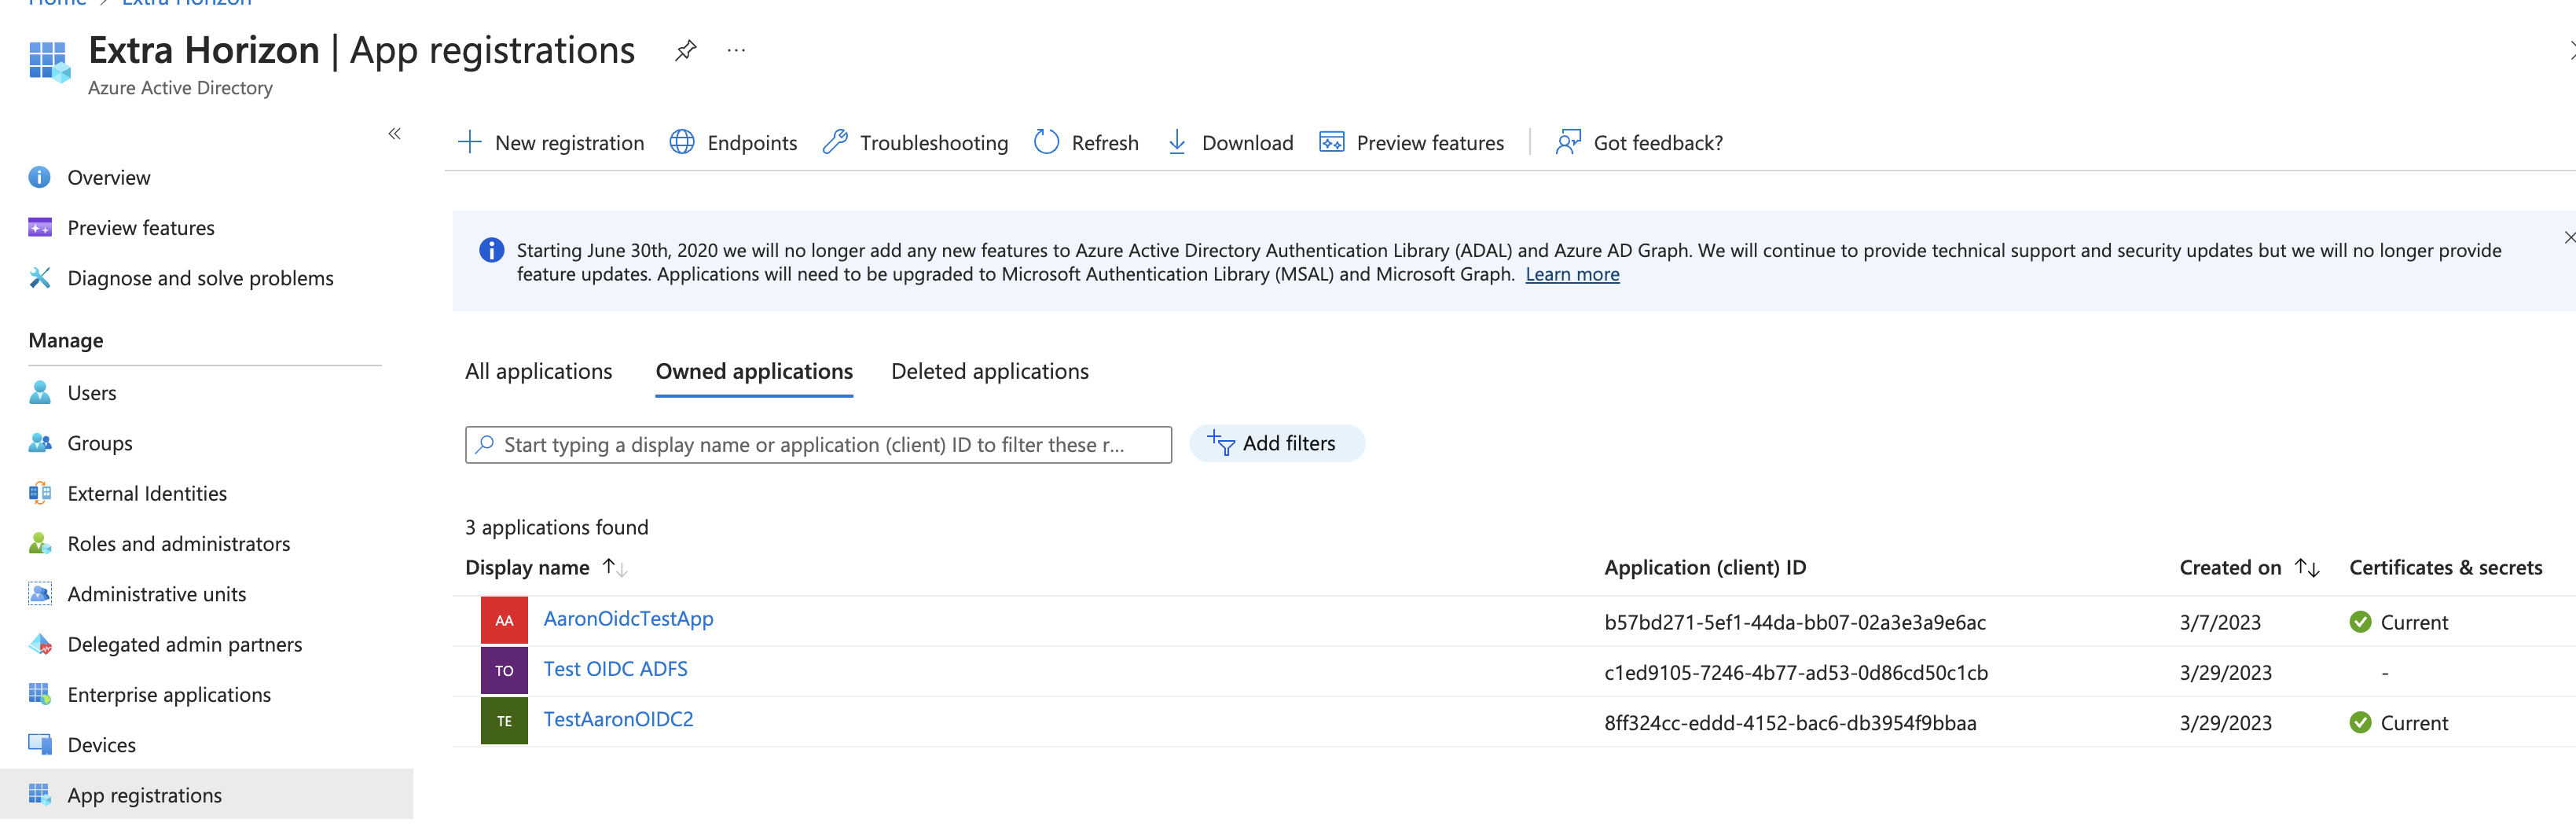 Home > Extra Horizon
Extra Horizon | App registrations
Azure Active Directory
Overview
Preview features
Diagnose and solve problems
Manage
Users
Groups
External Identities
Roles and administrators
Administrative units
Delegated admin partners
Enterprise applications
Devices
App registrations
New registration
Endpoints
Troubleshooting
Refresh
Download
Preview features
Got feedback?
Starting June 30th, 2020 we will no longer add any new features to Azure Active Directory Authentication Library (ADAL) and Azure AD Graph. We will continue to provide technical support and security updates but we will no longer provide
feature updates. Applications will need to be upgraded to Microsoft Authentication Library (MSAL) and Microsoft Graph. Learn more
All applications
Owned applications
Deleted applications
Start typing a display name or application (client) ID to filter these r...
Add filters
3 applications found
Display name
Application (client) ID
Created on
Certificates & secrets
AA
AaronOidcTestApp
b57bd271-5ef1-44da-bb07-02a3e3a9e6ac
3/7/2023
Current
TO
Test OIDC ADFS
c1ed9105-7246-4b77-ad53-0d86cd50c1cb
3/29/2023
-
TE
TestAaronOIDC2
8ff324cc-eddd-4152-bac6-db3954f9bbaa
3/29/2023
Current